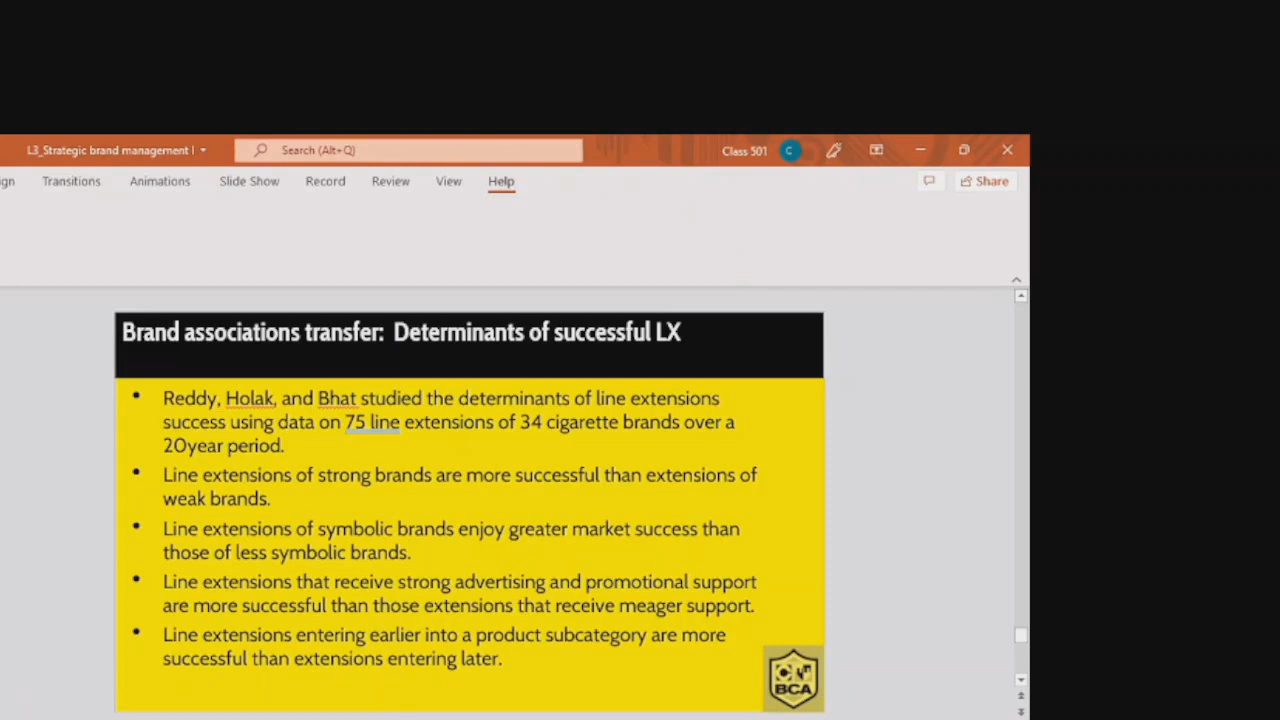 L3_Strategic brand management I
Search (Alt+Q)
Class 501
C
gn Transitions Animations Slide Show Record Review View Help
Share
Brand associations transfer: Determinants of successful LX
• Reddy, Holak, and Bhat studied the determinants of line extensions
success using data on 75 line extensions of 34 cigarette brands over a
20year period.
• Line extensions of strong brands are more successful than extensions of
weak brands.
• Line extensions of symbolic brands enjoy greater market success than
those of less symbolic brands.
• Line extensions that receive strong advertising and promotional support
are more successful than those extensions that receive meager support.
• Line extensions entering earlier into a product subcategory are more
successful than extensions entering later.
BCA